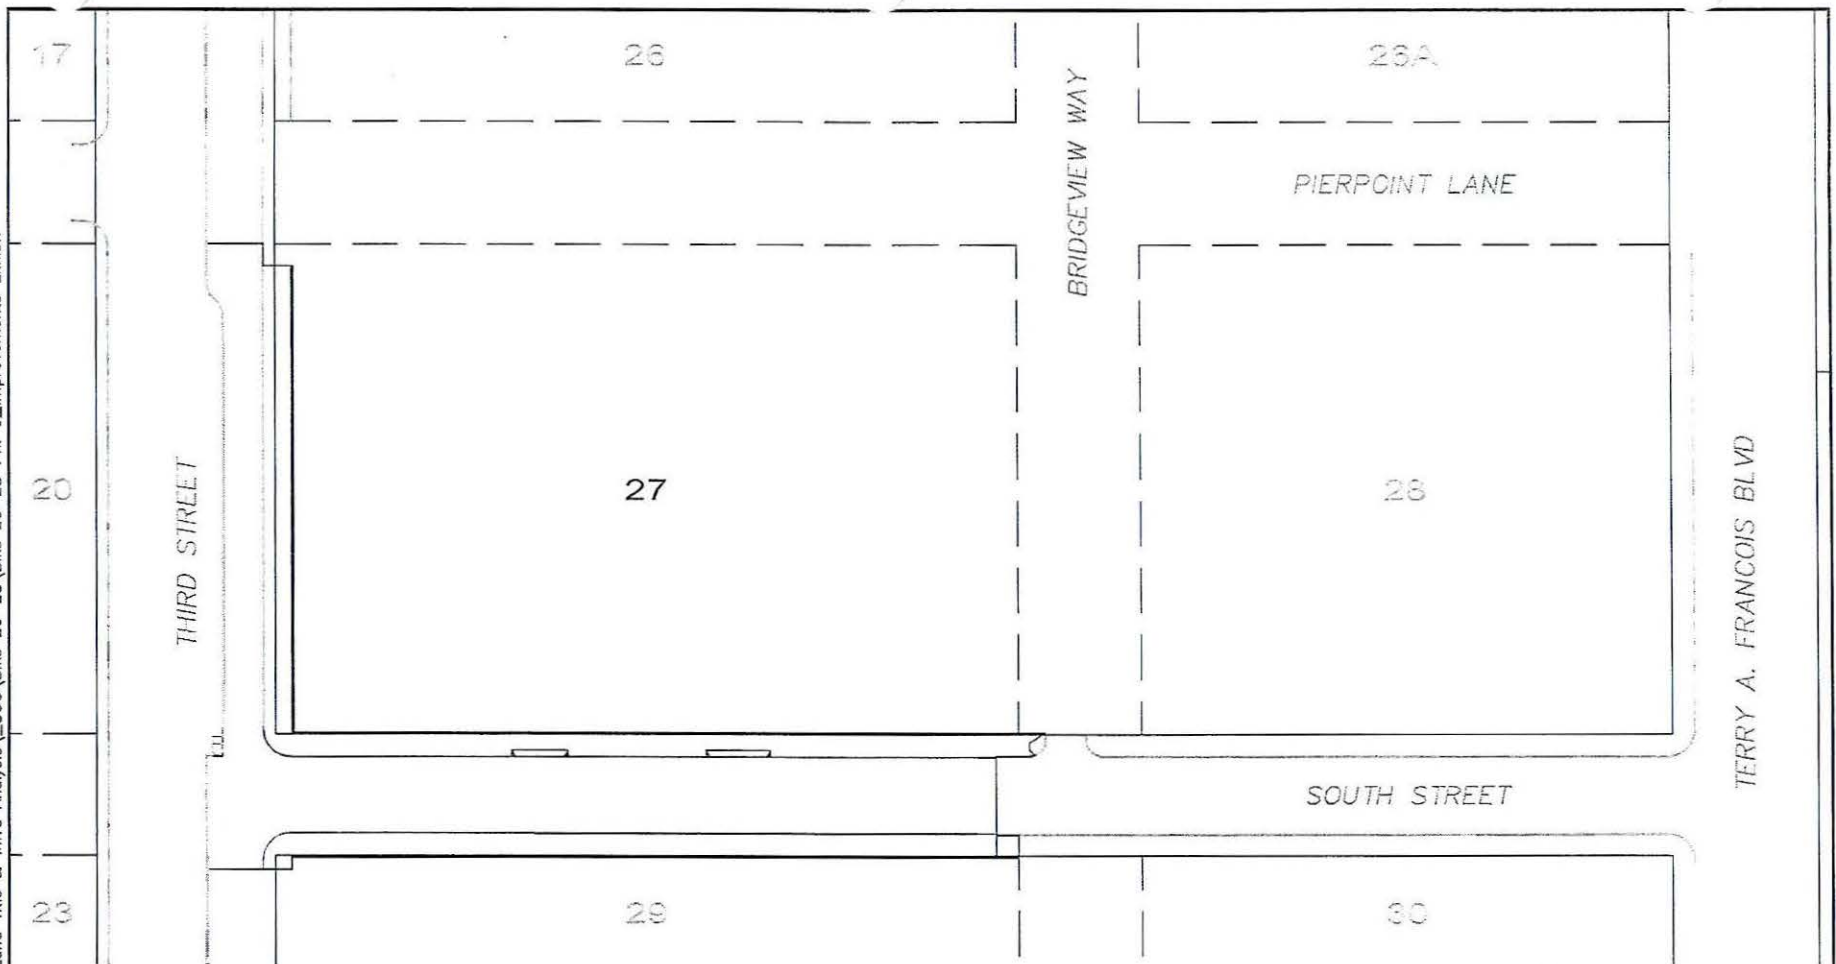 17
26
26A
BRIDGEVIEW WAY
PIERPOINT LANE
20
THIRD STREET
27
28
TERRY A. FRANCOIS BLVD
SOUTH STREET
23
29
30